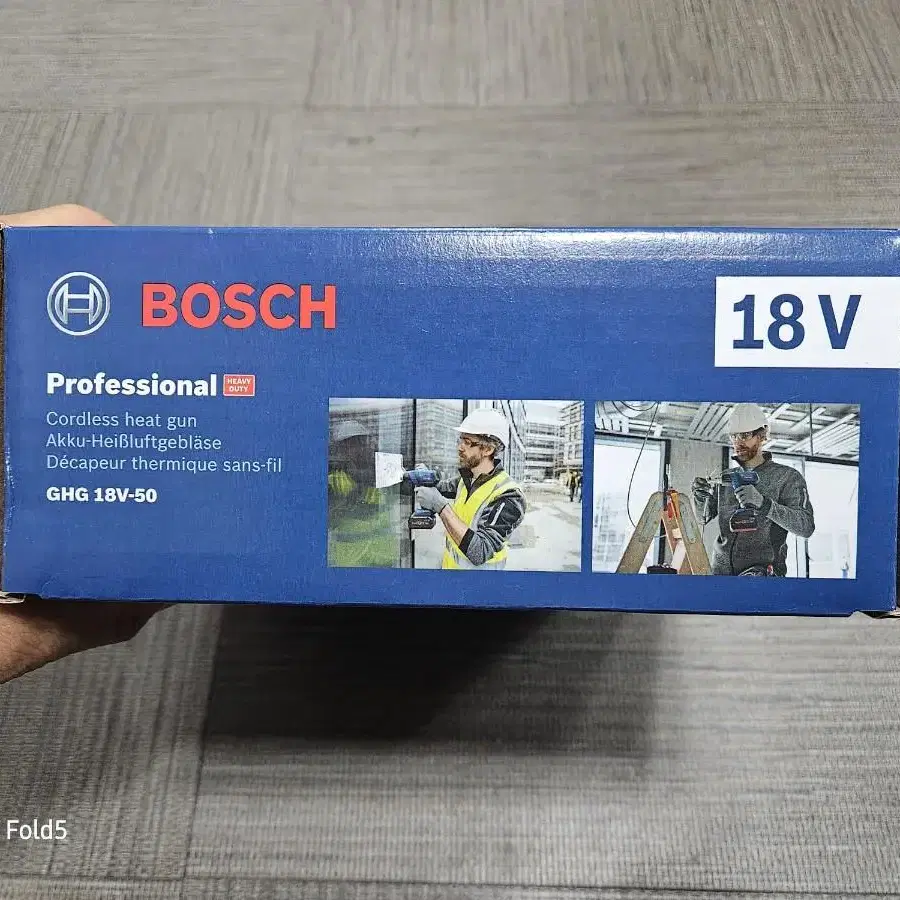 BOSCH
18 V
Professional HEAVY DUTY
Cordless heat gun
Akku-Heißluftgebläse
Décapeur thermique sans-fil
GHG 18V-50
Fold5